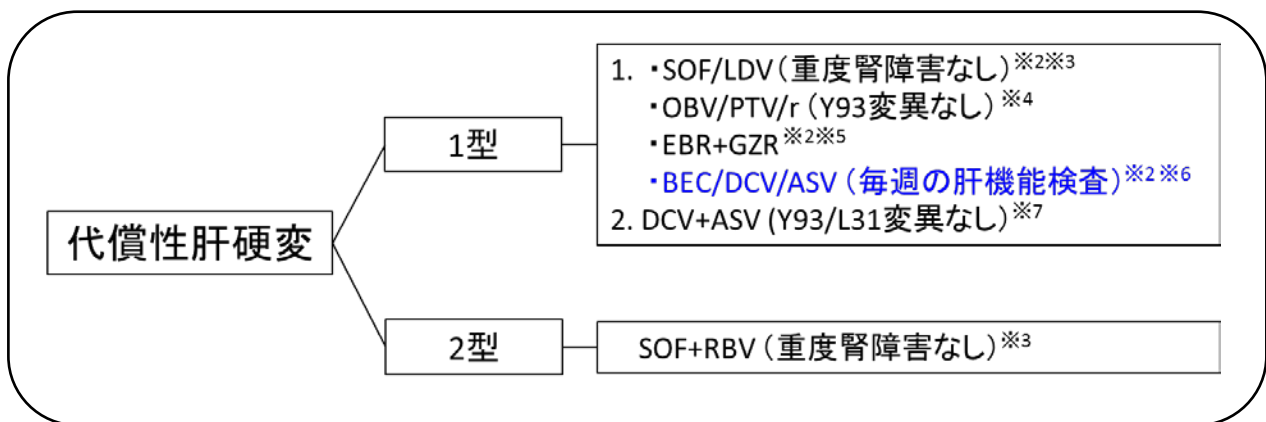 代償性肝硬変
1型
1. ・SOF/LDV（重度腎障害なし）※2※3
・OBV/PTV/r（Y93変異なし）※4
・EBR+GZR※2※5
・BEC/DCV/ASV（毎週の肝機能検査）※2 ※6
2. DCV+ASV (Y93/L31変異なし）※7
2型
SOF+RBV（重度腎障害なし）※3